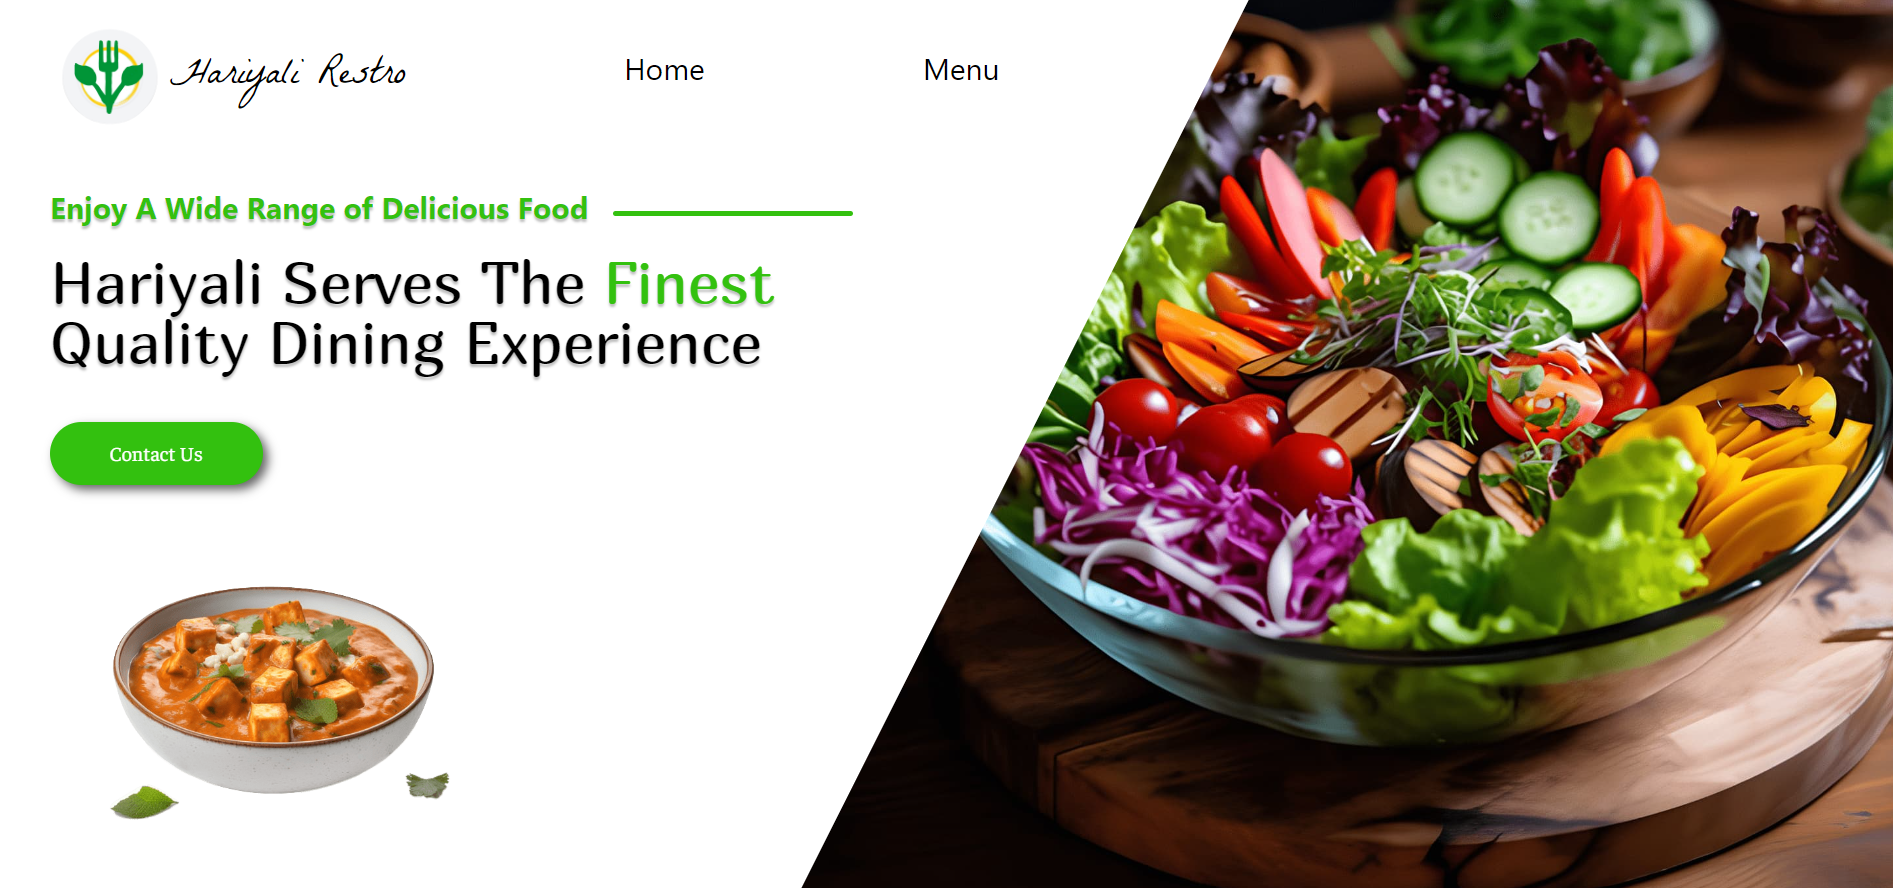 Hariyali Restro
Home
Menu
Enjoy A Wide Range of Delicious Food
Hariyali Serves The Finest
Quality Dining Experience
Contact Us